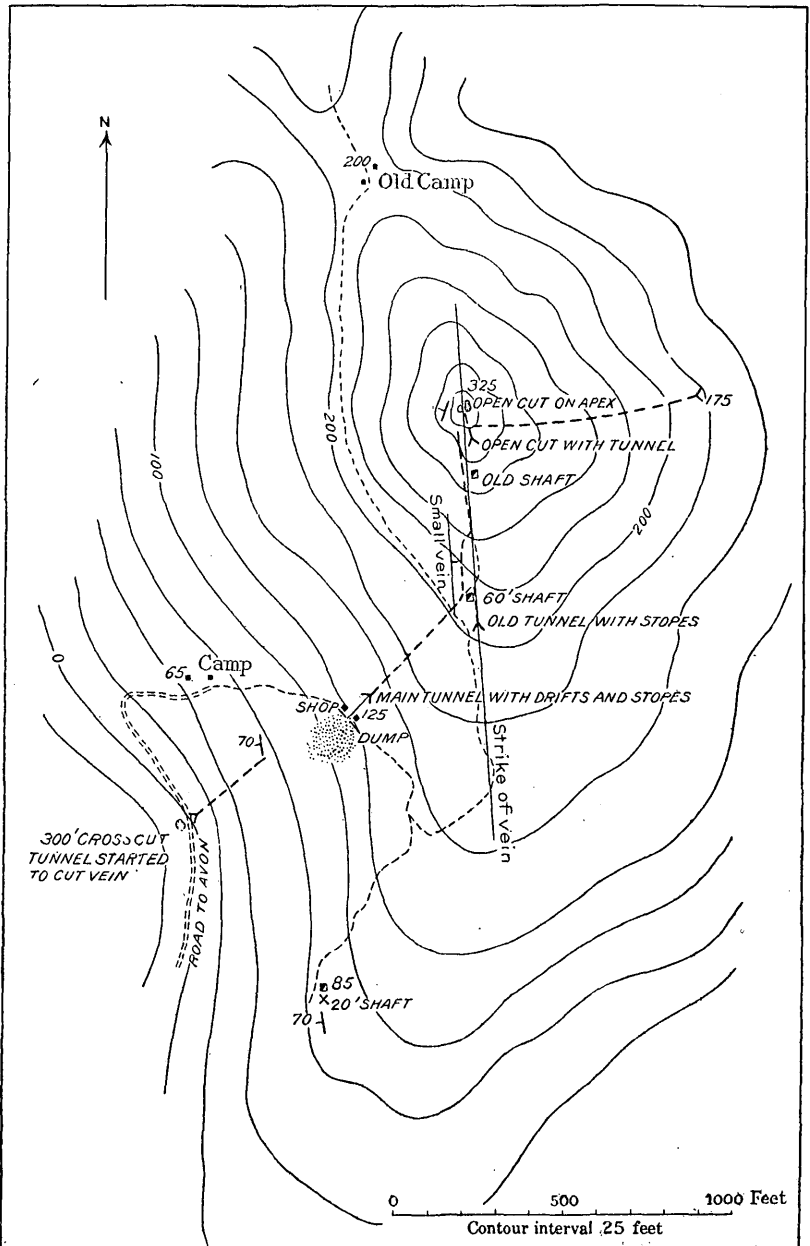 N
200
Old Camp
325
OPEN CUT ON APEX
175
OPEN CUT WITH TUNNEL
200
100
OLD SHAFT
Small vein
200
60' SHAFT
OLD TUNNEL WITH STOPES
0
65
Camp
MAIN TUNNEL WITH DRIFTS AND STOPES
SHOP
125
DUMP
70
Strike of vein
0
300' CROSS CUT
TUNNEL STARTED
TO CUT VEIN
ROAD TO AVON
85
20' SHAFT
70
0 500 1000 Feet
Contour interval 25 feet